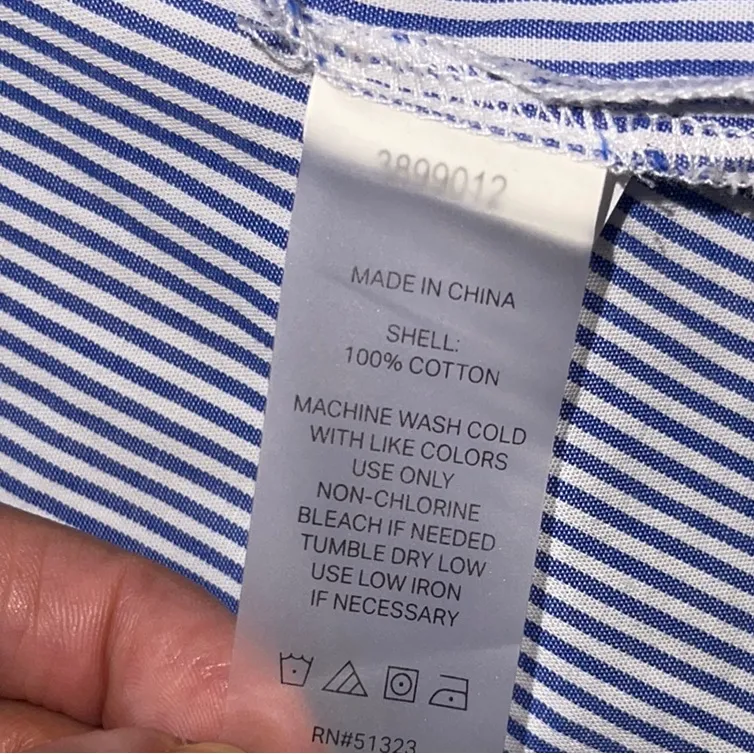 3899012
MADE IN CHINA
SHELL:
100% COTTON
MACHINE WASH COLD
WITH LIKE COLORS
USE ONLY
NON-CHLORINE
BLEACH IF NEEDED
TUMBLE DRY LOW
USE LOW IRON
IF NECESSARY
RN#51323